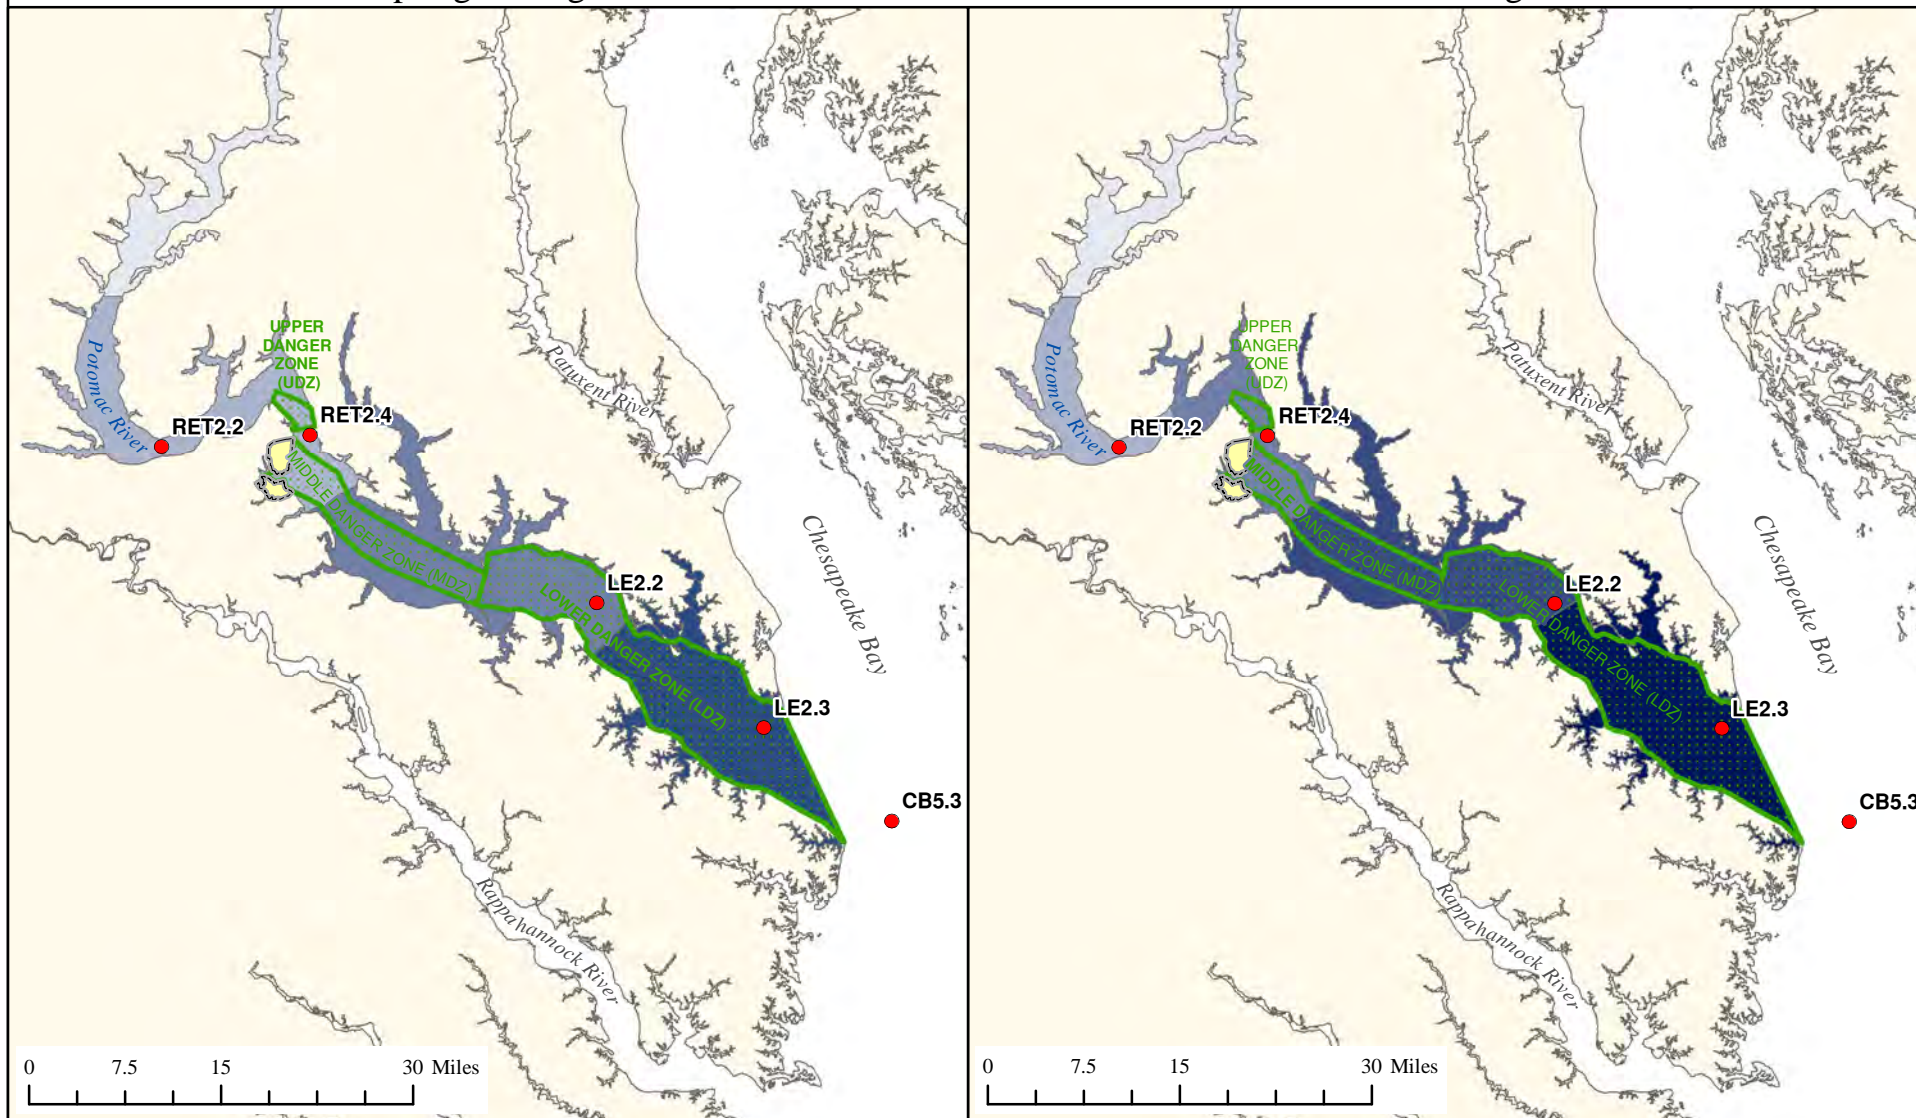 UPPER
DANGER
ZONE
(UDZ)
Potomac River
RET2.2
RET2.4
MIDDLE DANGER ZONE (MDZ)
Patuxent River
LE2.2
LOWER DANGER ZONE (LDZ)
Chesapeake Bay
LE2.3
CB5.3
Rappahannock River
0 7.5 15 30 Miles
UPPER
DANGER
ZONE
(UDZ)
Potomac River
RET2.2
RET2.4
MIDDLE DANGER ZONE (MDZ)
Patuxent River
LE2.2
LOWER DANGER ZONE (LDZ)
Chesapeake Bay
LE2.3
CB5.3
Rappahannock River
0 7.5 15 30 Miles